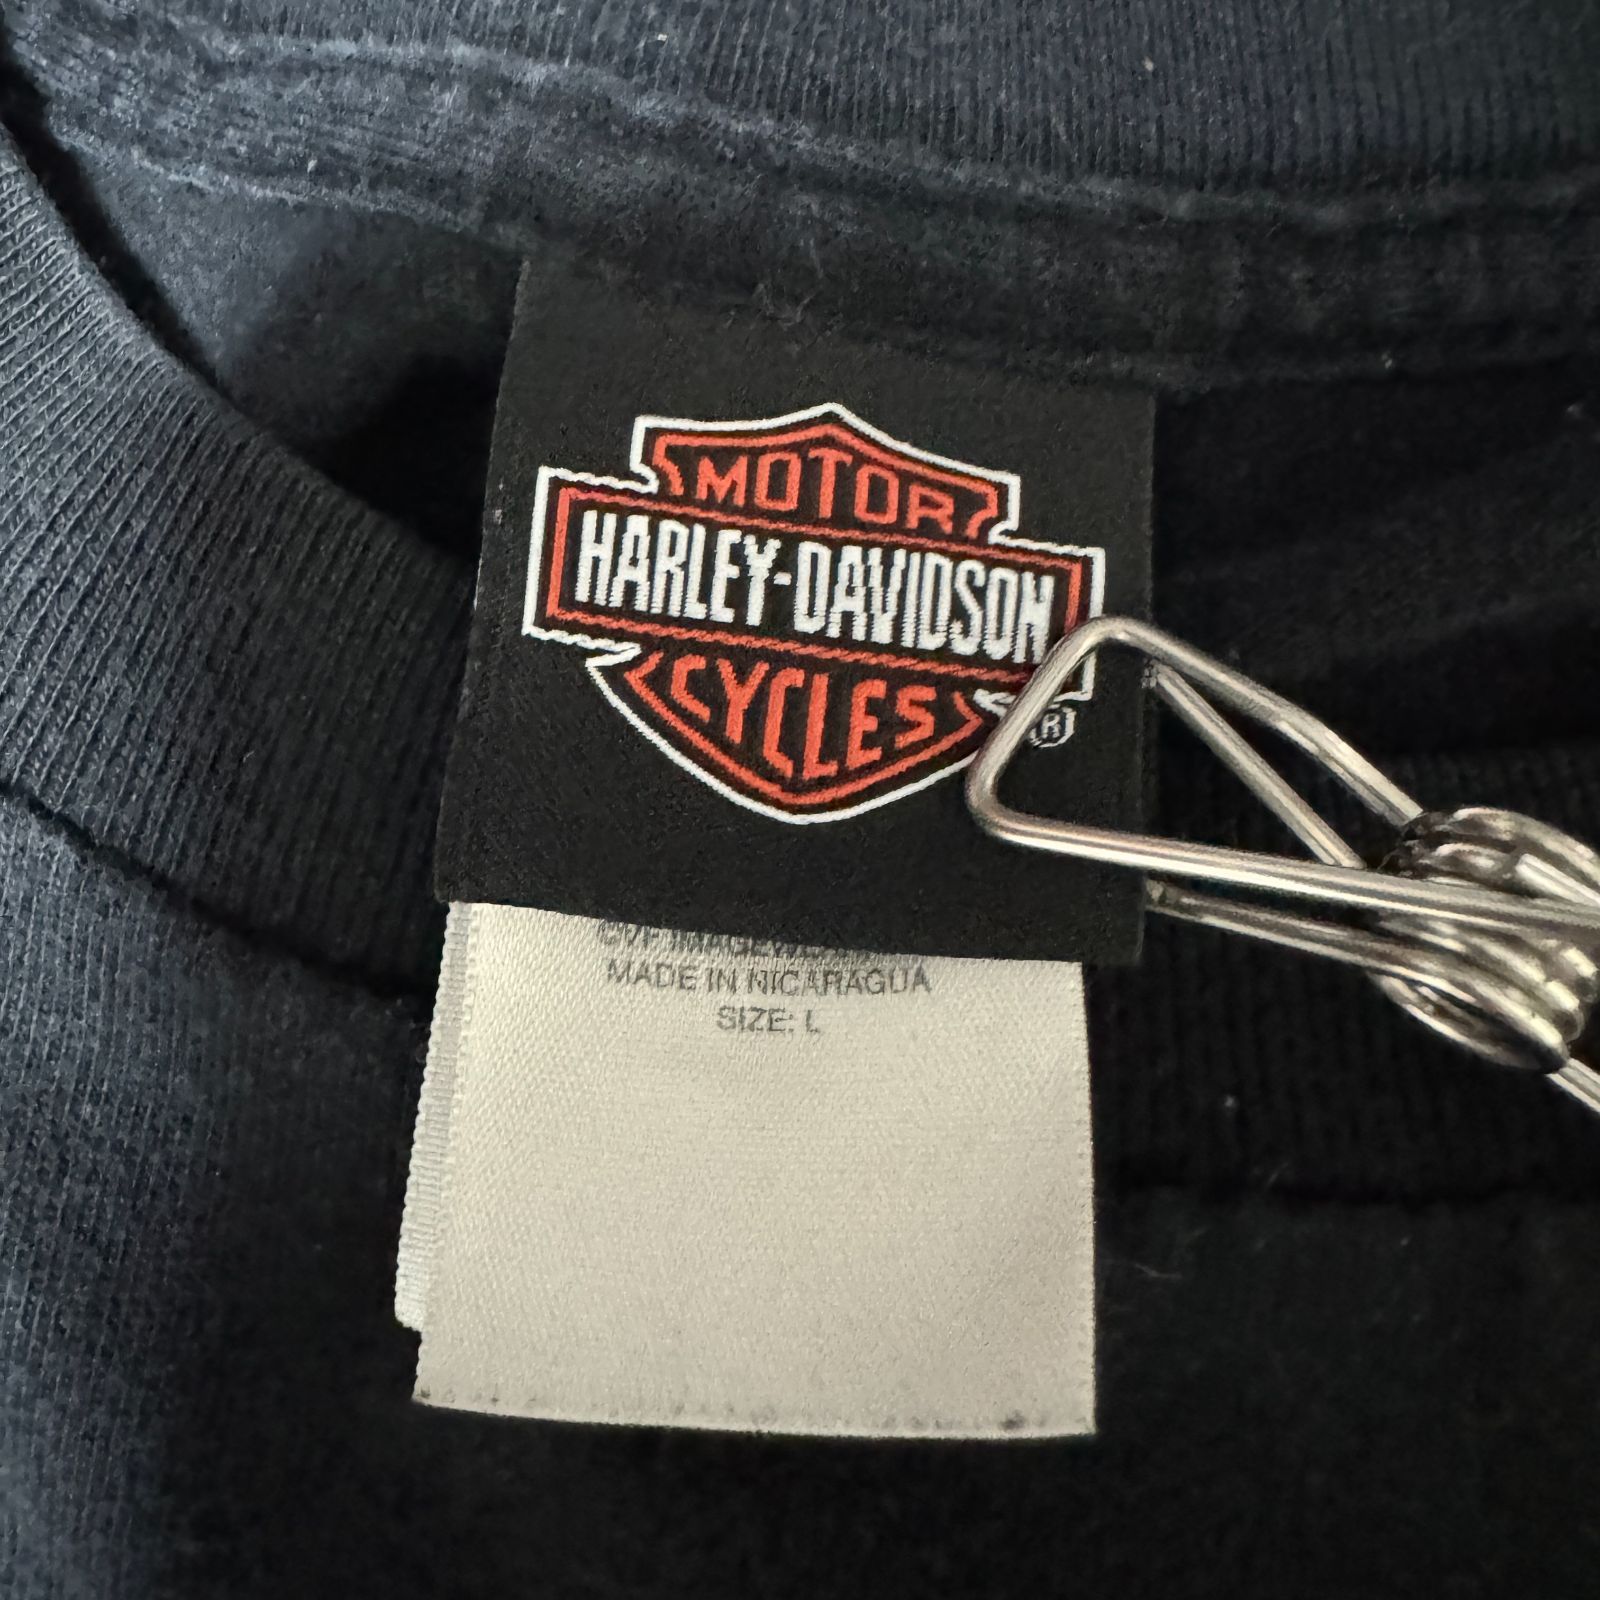 MOTOR
HARLEY-DAVIDSON
CYCLES
®
MADE IN NICARAGUA
SIZE: L